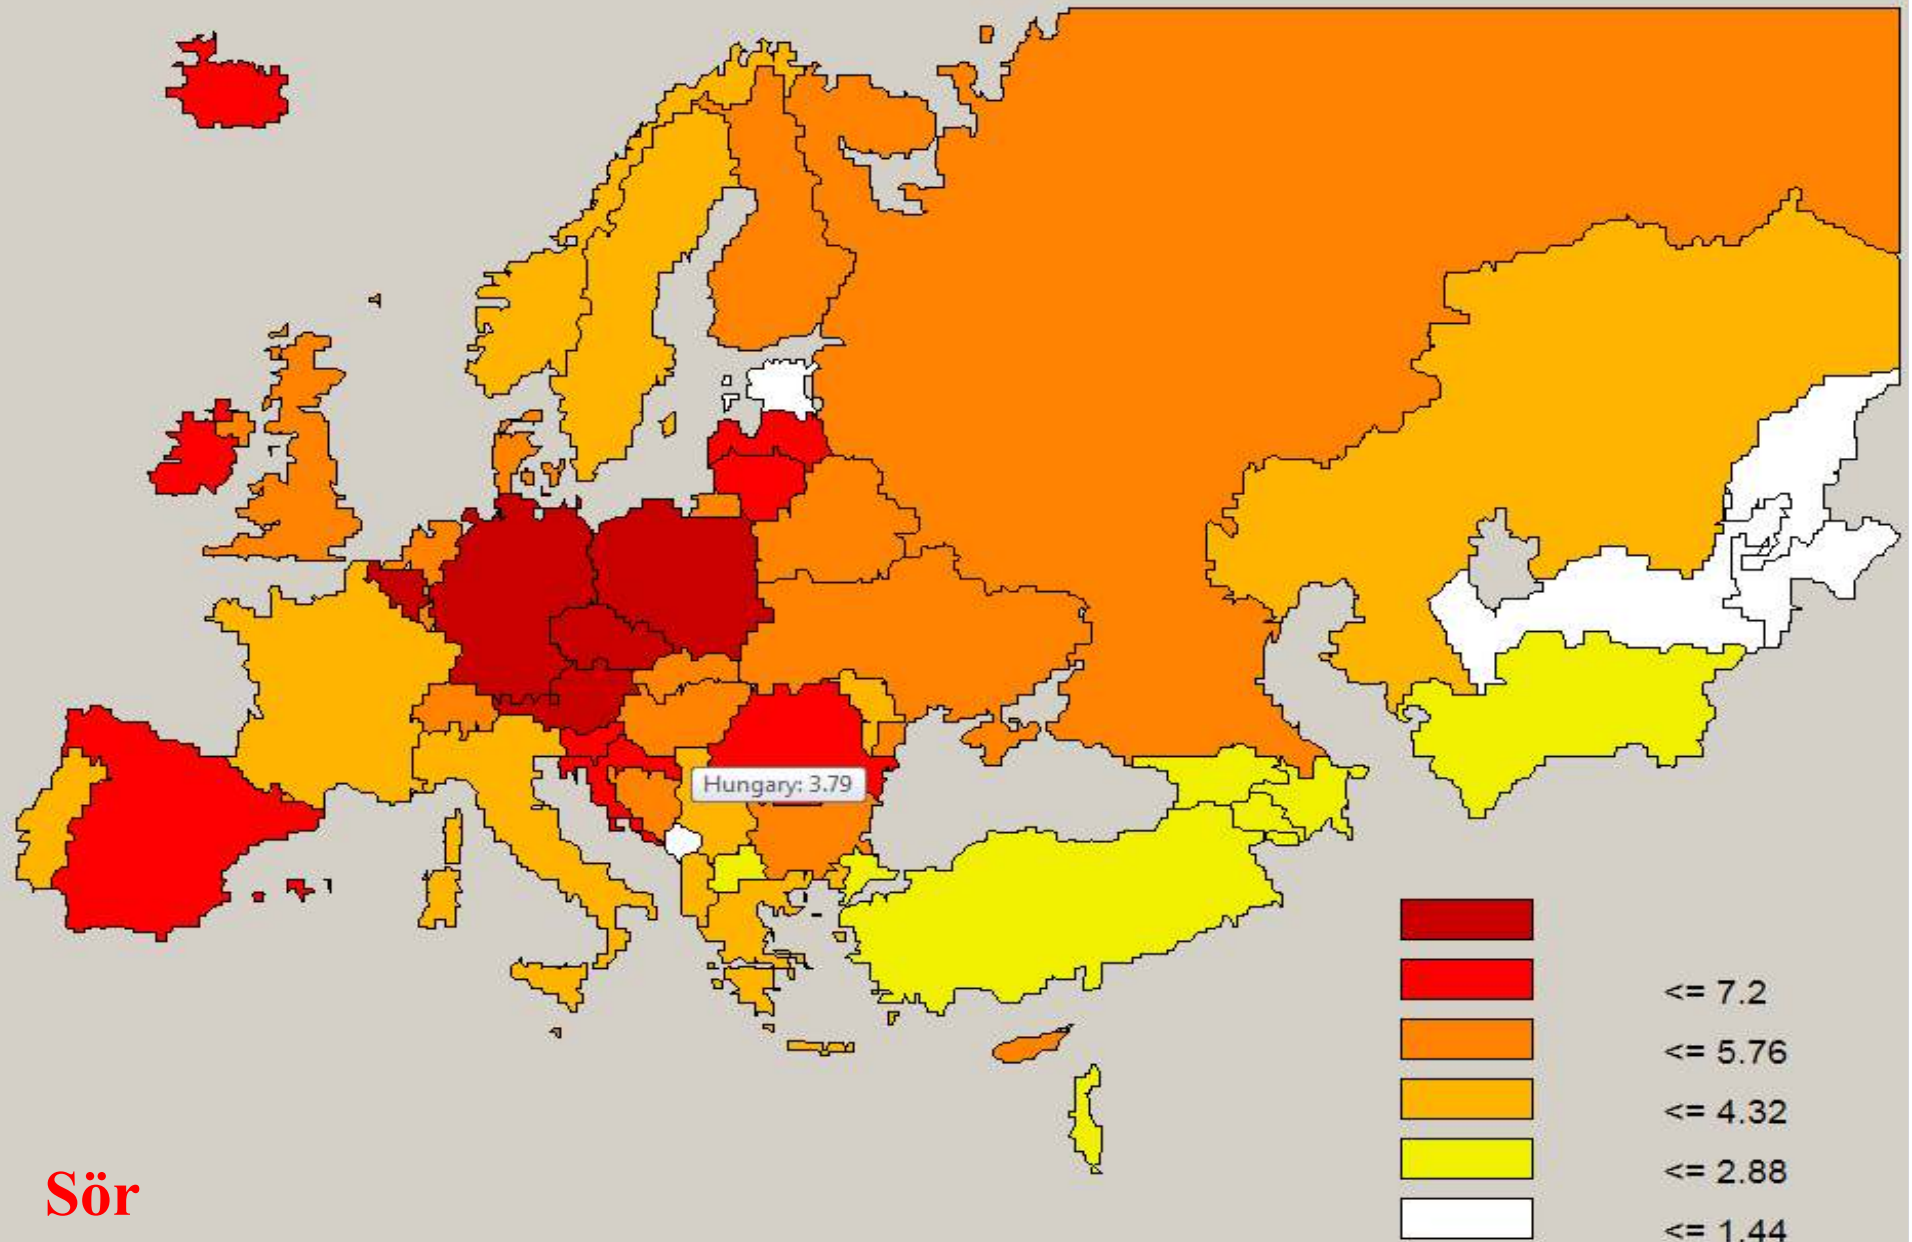 Hungary: 3.79
<= 7.2
<= 5.76
<= 4.32
<= 2.88
<= 1.44
Sör